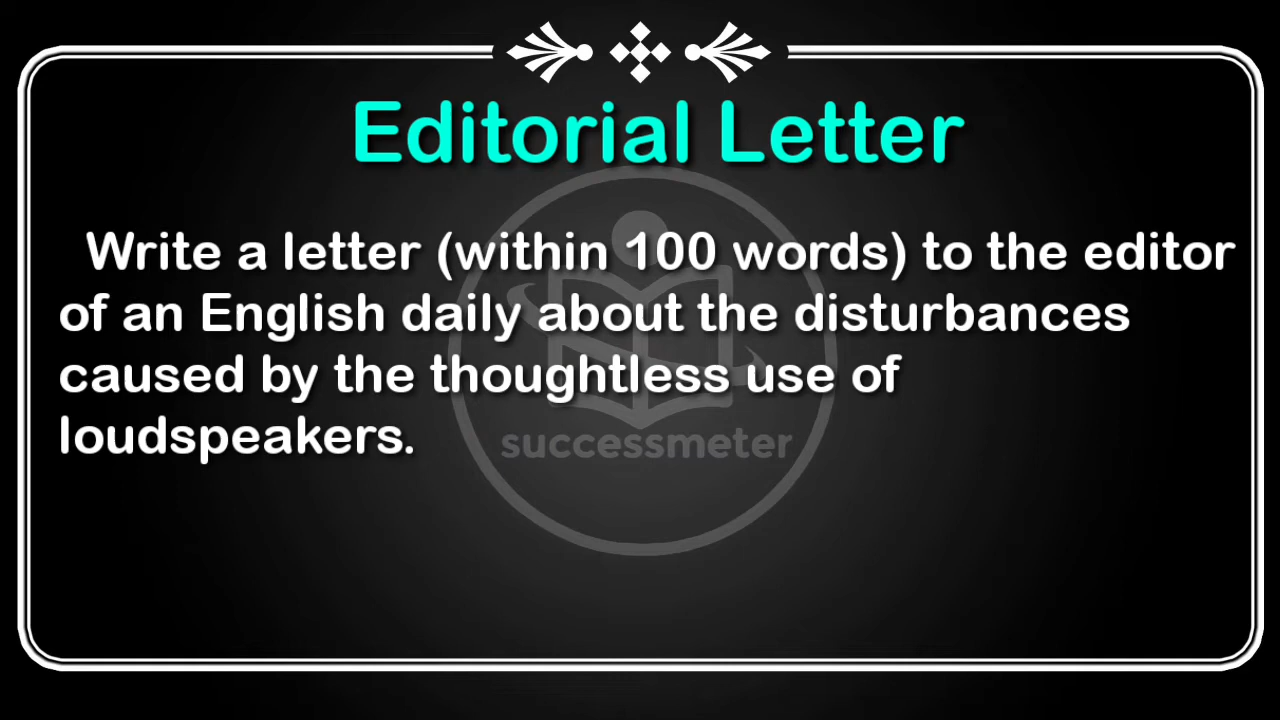 Editorial Letter
Write a letter (within 100 words) to the editor
of an English daily about the disturbances
caused by the thoughtless use of
loudspeakers.
successmeter